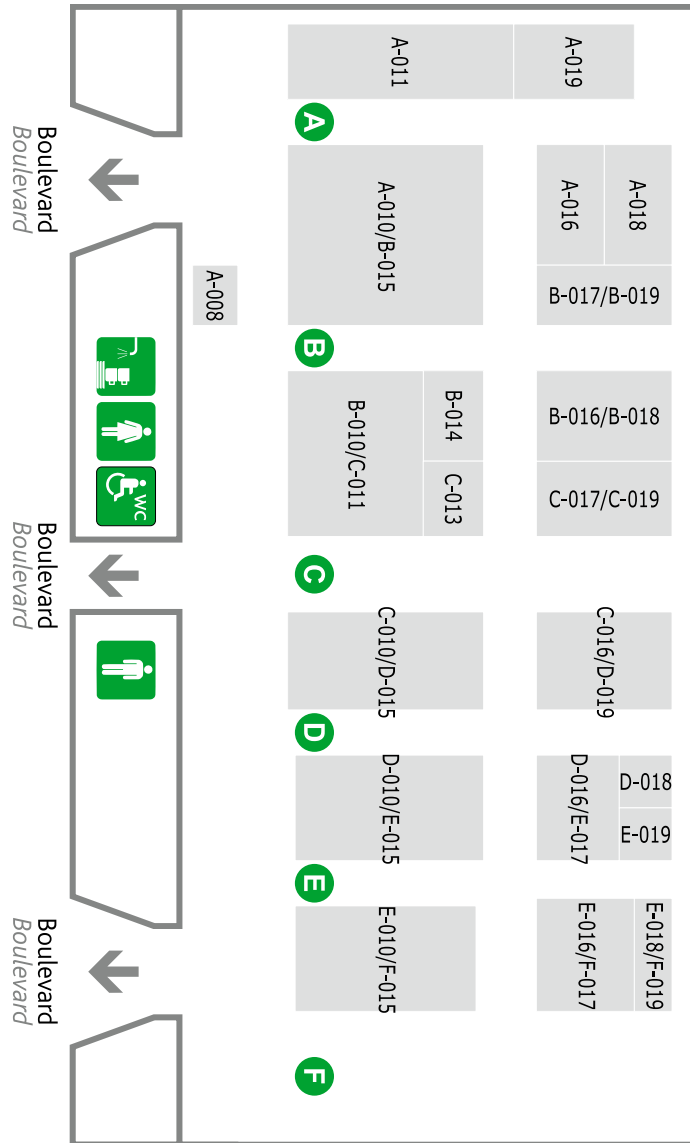 A-011
A-019
A
Boulevard
Boulevard
A-010/B-015
A-016
A-018
A-008
B-017/B-019
B
B-010/C-011
B-014
B-016/B-018
C-013
C-017/C-019
WC
Boulevard
Boulevard
C
C-010/D-015
C-016/D-019
D
D-010/E-015
D-016/E-017
D-018
E-019
E
Boulevard
Boulevard
E-010/F-015
E-016/F-017
E-018/F-019
F